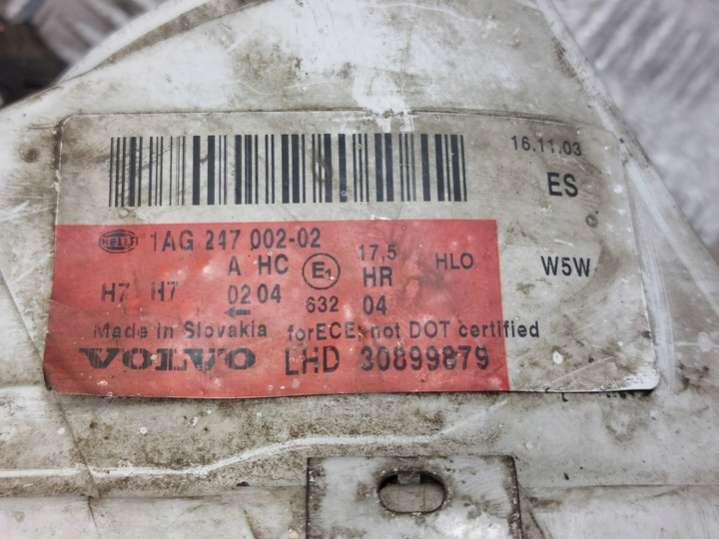 16.11.03
ES
HELLA 1AG 247 002-02
A HC E1 17,5 HR HLO W5W
H7 H7 02 04 632 04
Made in Slovakia for ECE, not DOT certified
VOLVO LHD 30899879